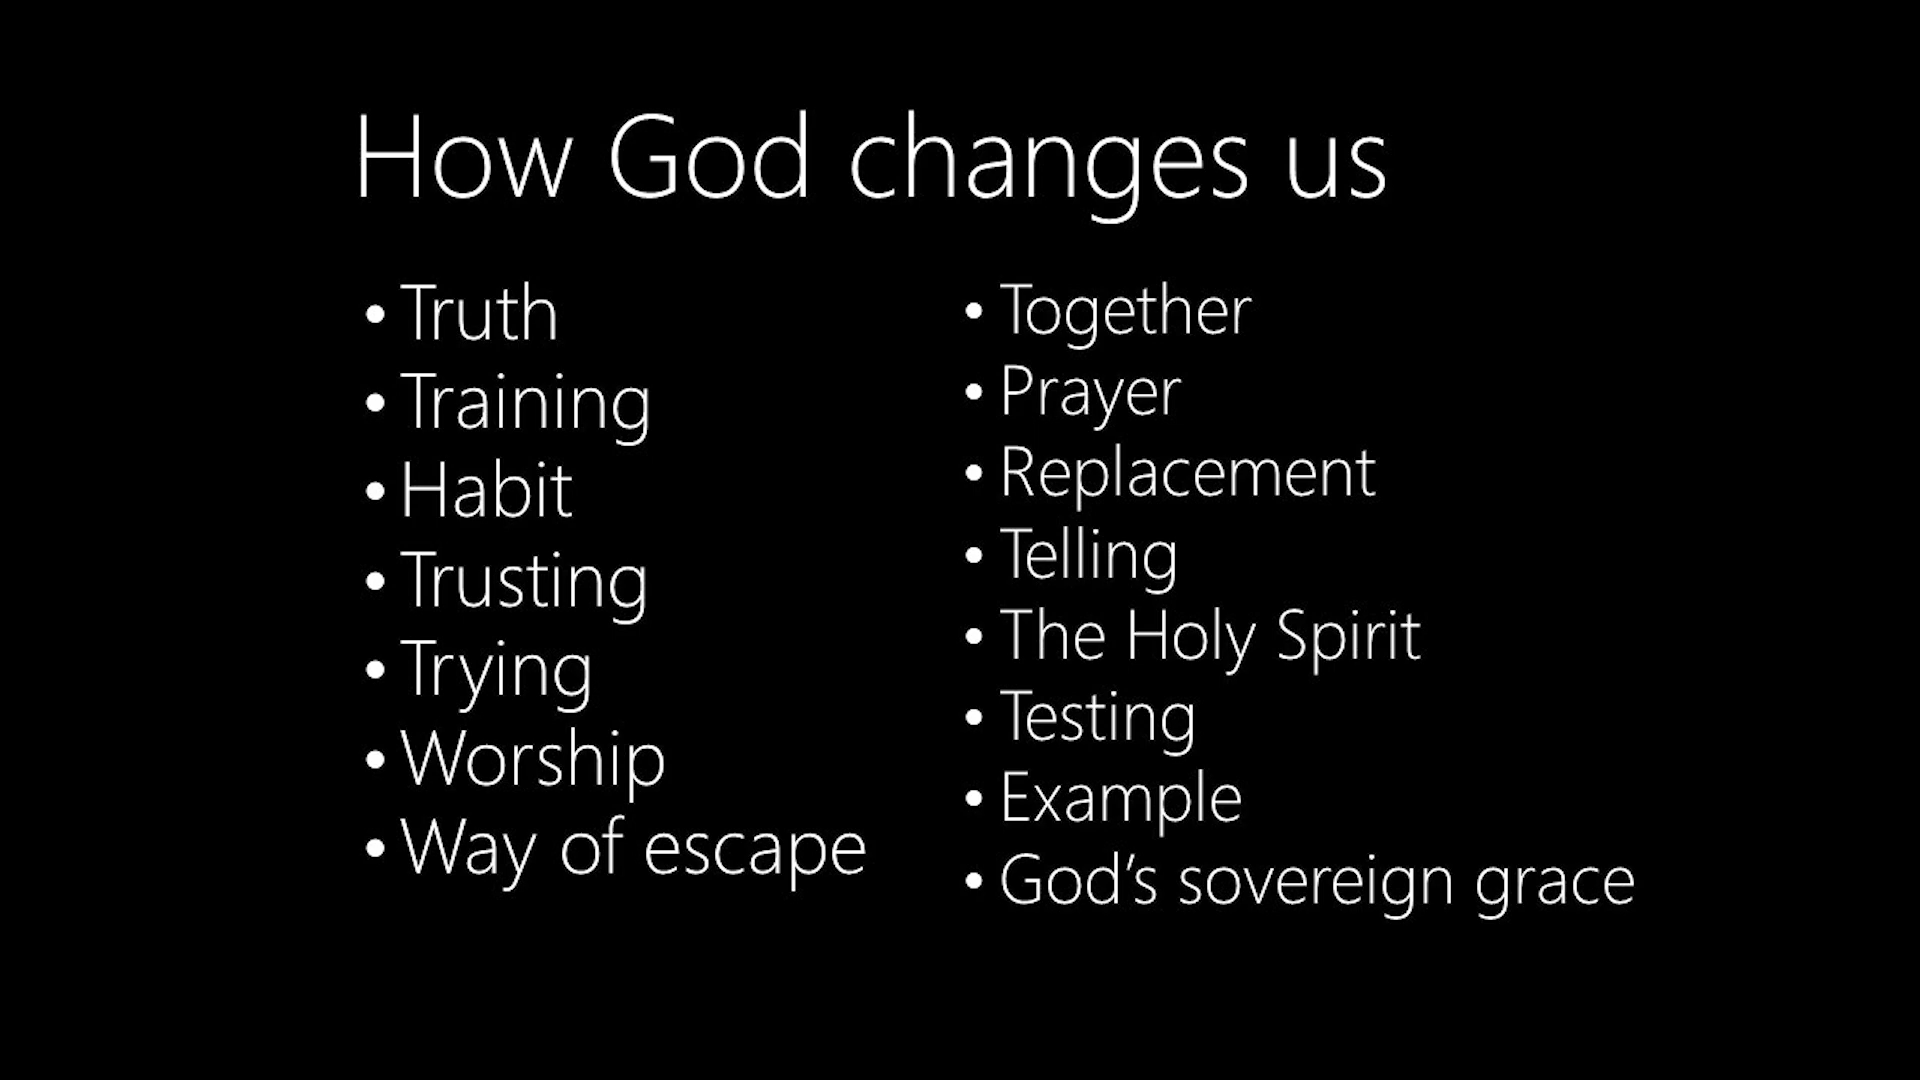 How God changes us
• Truth
• Training
• Habit
• Trusting
• Trying
• Worship
• Way of escape
• Together
• Prayer
• Replacement
• Telling
• The Holy Spirit
• Testing
• Example
• God’s sovereign grace